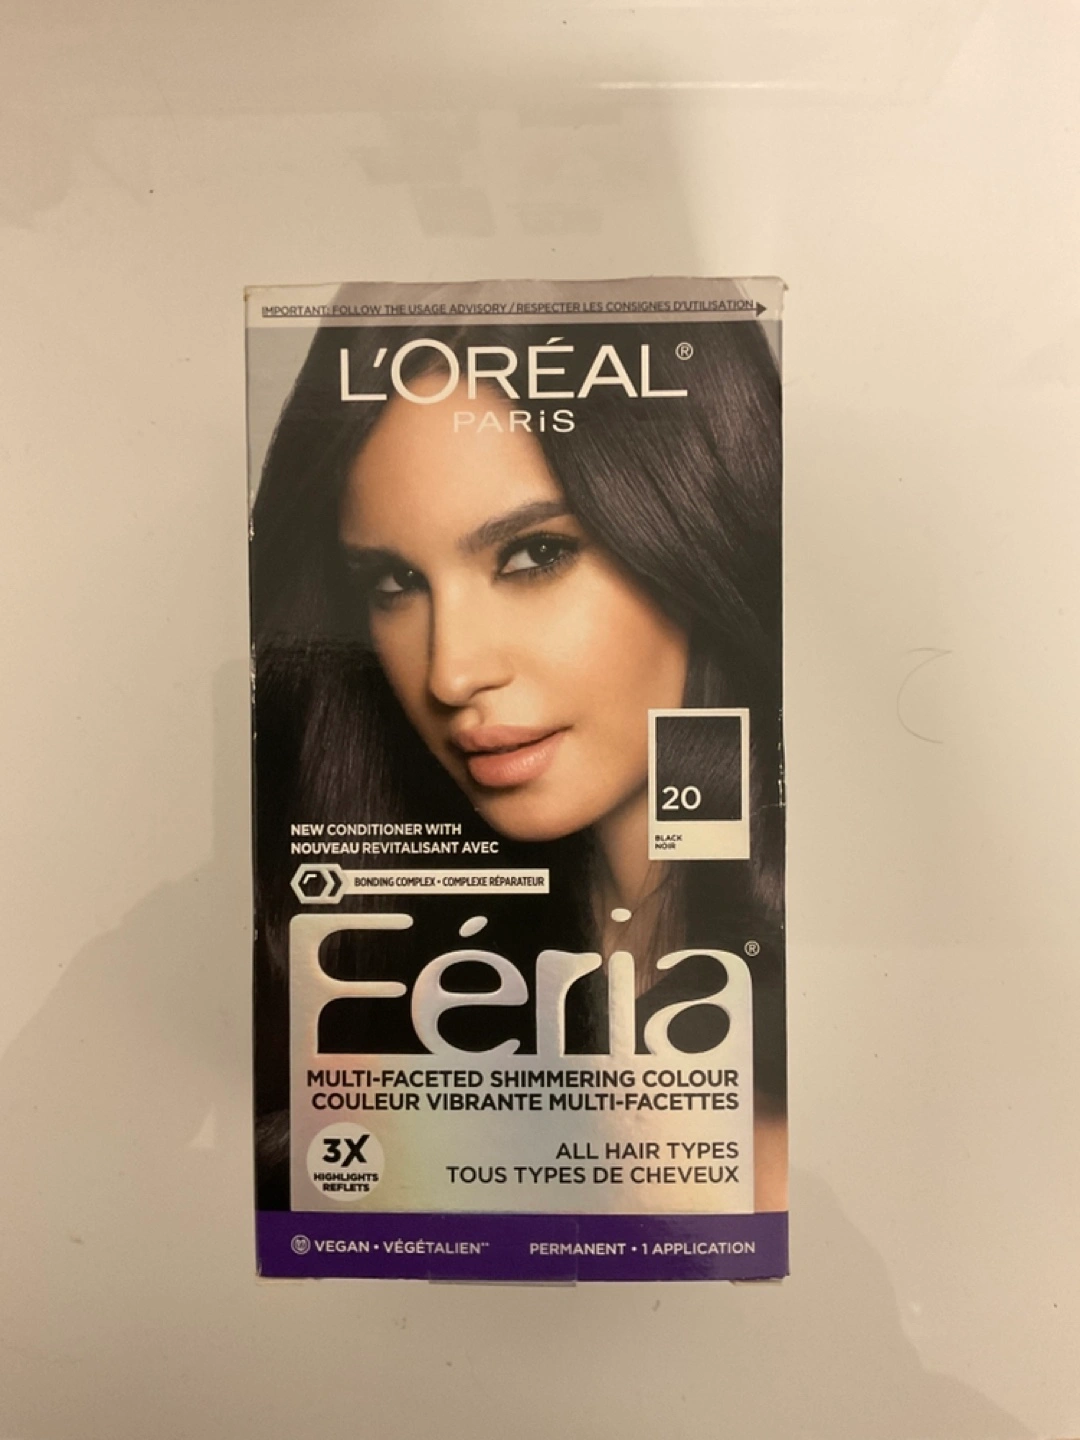 IMPORTANT: FOLLOW THE USAGE ADVISORY / RESPECTER LES CONSIGNES D'UTILISATION
L'ORÉAL®
PARiS
20
BLACK
NOIR
NEW CONDITIONER WITH
NOUVEAU REVITALISANT AVEC
BONDING COMPLEX • COMPLEXE RÉPARATEUR
Féria®
MULTI-FACETED SHIMMERING COLOUR
COULEUR VIBRANTE MULTI-FACETTES
3X
HIGHLIGHTS
REFLETS
ALL HAIR TYPES
TOUS TYPES DE CHEVEUX
VEGAN • VÉGÉTALIEN** PERMANENT • 1 APPLICATION